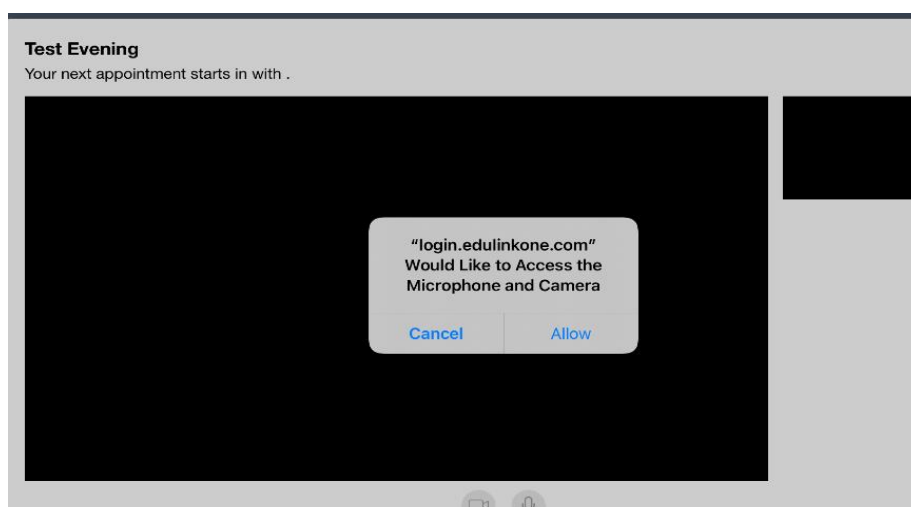 Test Evening
Your next appointment starts in with .
“login.edulinkone.com”
Would Like to Access the
Microphone and Camera
Cancel Allow